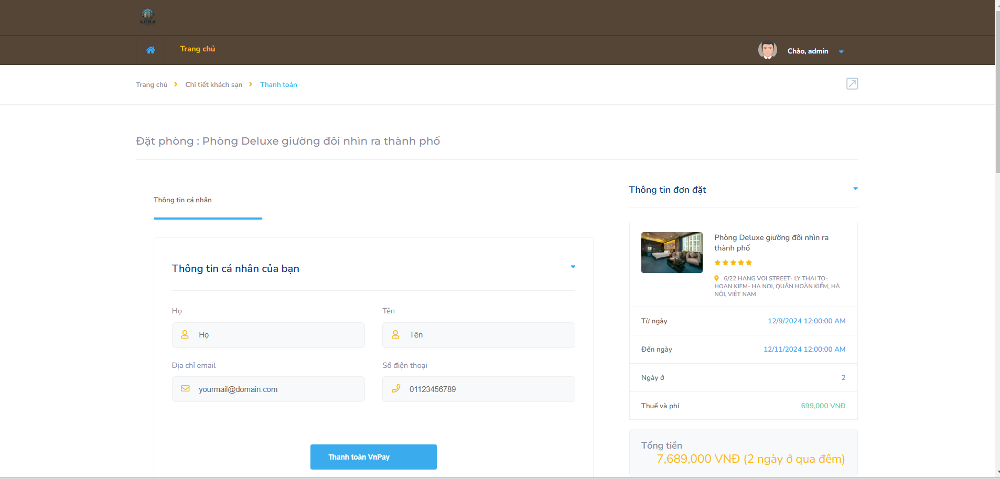 LUNA
Trang chủ
Chào, admin
Trang chủ
Chi tiết khách sạn
Thanh toán
Đặt phòng : Phòng Deluxe giường đôi nhìn ra thành phố
Thông tin cá nhân
Thông tin cá nhân của bạn
Họ
Tên
Họ
Tên
Địa chỉ email
Số điện thoại
yourmail@domain.com
01123456789
Thanh toán VnPay
Thông tin đơn đặt
Phòng Deluxe giường đôi nhìn ra
thành phố
6/22 HANG VOI STREET- LY THAI TO-
HOAN KIEM- HA NOI, QUẬN HOÀN KIẾM, HÀ
NỘI, VIỆT NAM
Từ ngày
12/9/2024 12:00:00 AM
Đến ngày
12/11/2024 12:00:00 AM
Ngày ở
2
Thuế và phí
699,000 VNĐ
Tổng tiền
7,689,000 VNĐ (2 ngày ở qua đêm)